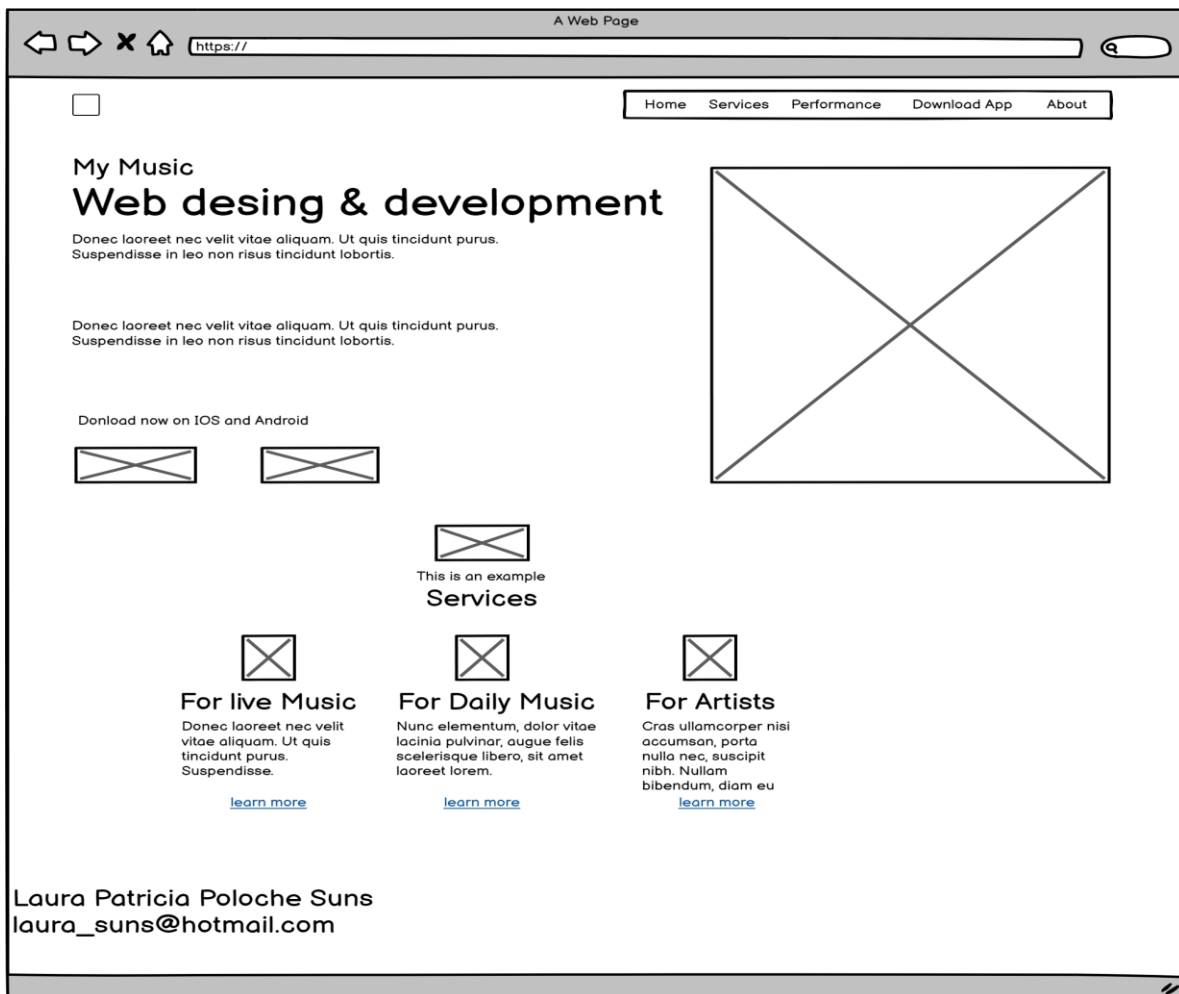 A Web Page
https://
Home Services Performance Download App About
My Music
Web desing & development
Donec laoreet nec velit vitae aliquam. Ut quis tincidunt purus.
Suspendisse in leo non risus tincidunt lobortis.
Donec laoreet nec velit vitae aliquam. Ut quis tincidunt purus.
Suspendisse in leo non risus tincidunt lobortis.
Donload now on IOS and Android
This is an example
Services
For live Music
Donec laoreet nec velit
vitae aliquam. Ut quis
tincidunt purus.
Suspendisse.
learn more
For Daily Music
Nunc elementum, dolor vitae
lacinia pulvinar, augue felis
scelerisque libero, sit amet
laoreet lorem.
learn more
For Artists
Cras ullamcorper nisi
accumsan, porta
nulla nec, suscipit
nibh. Nullam
bibendum, diam eu
learn more
Laura Patricia Poloche Suns
laura_suns@hotmail.com